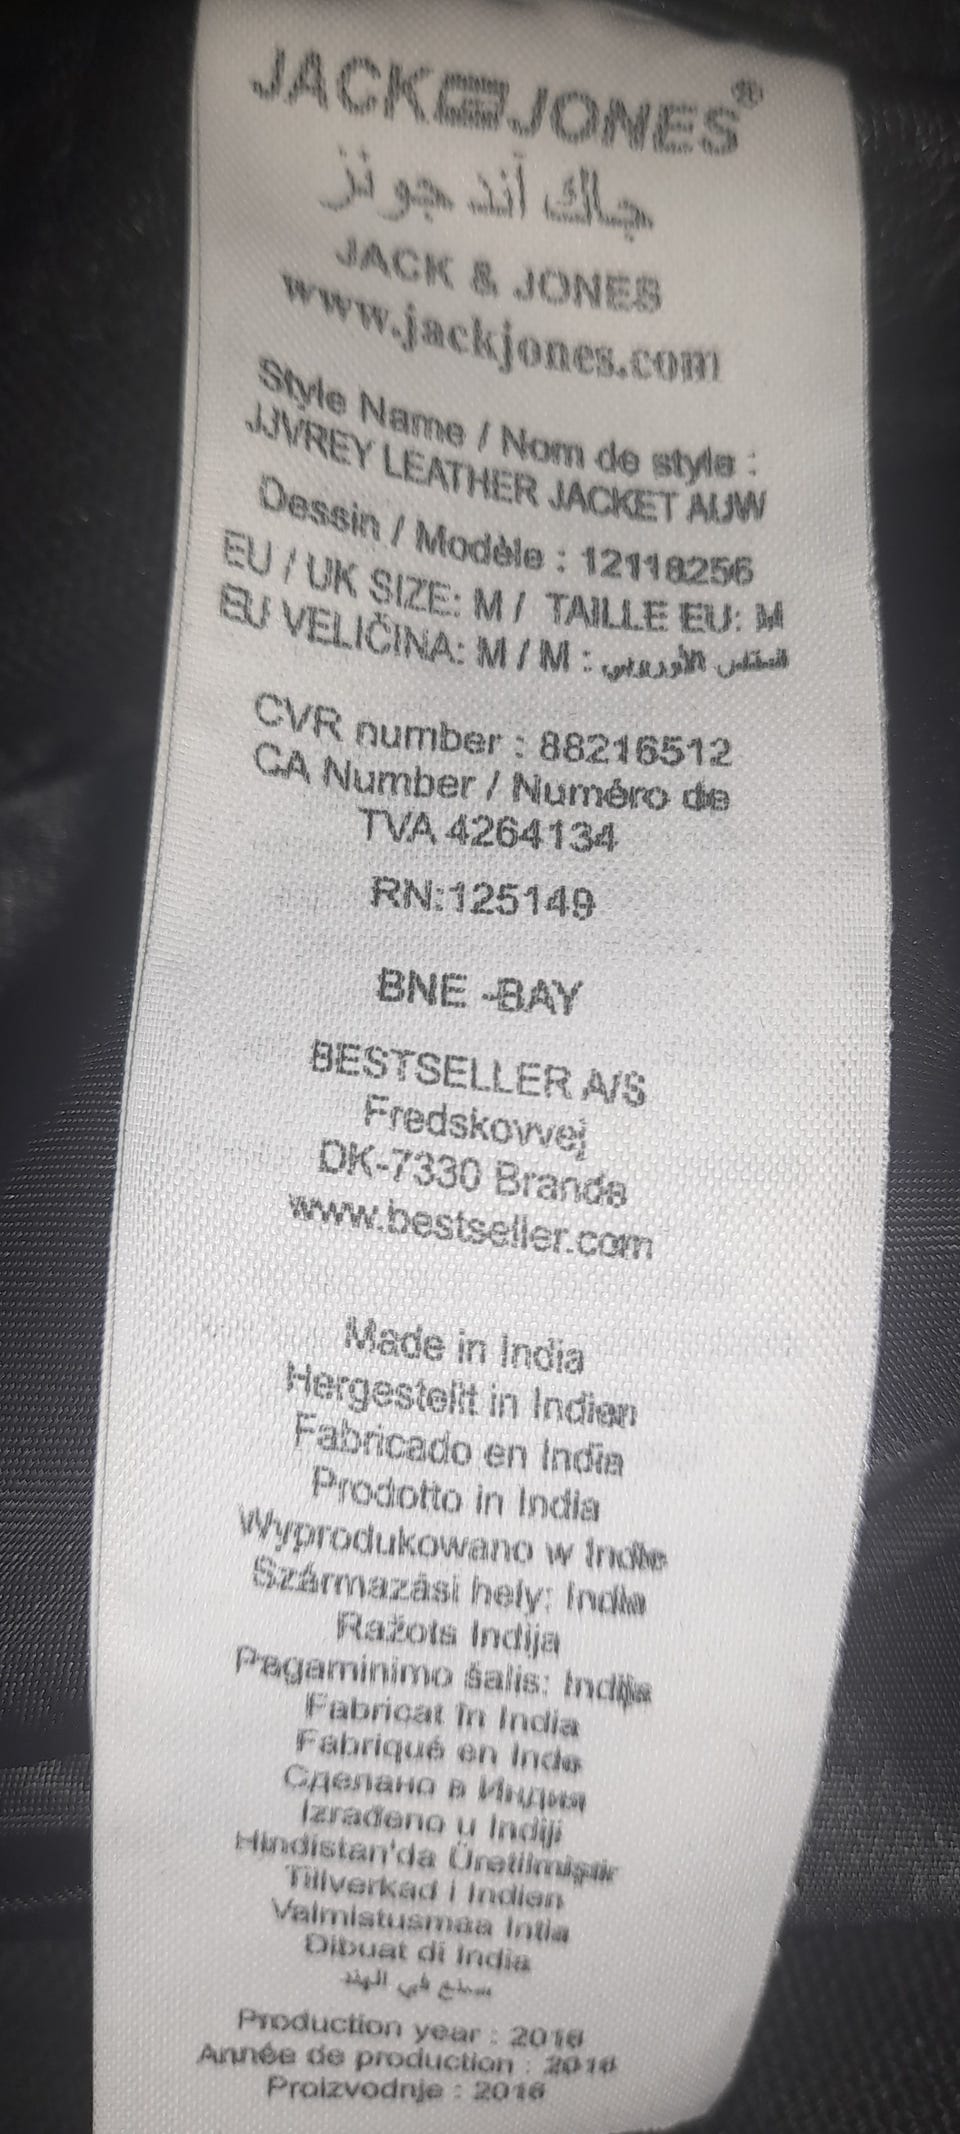 JACK&JONES®
جاك آند جونز
JACK & JONES
www.jackjones.com
Style Name / Nom de style :
JJVREY LEATHER JACKET AUW
Dessin / Modèle : 12118256
EU / UK SIZE: M / TAILLE EU: M
EU VELIČINA: M / M :
CVR number : 88216512
CA Number / Numéro de
TVA 4264134
RN:125149
BNE -BAY
BESTSELLER A/S
Fredskovvej
DK-7330 Brande
www.bestseller.com
Made in India
Hergestellt in Indien
Fabricado en India
Prodotto in India
Wyprodukowano w Indie
Származási hely: India
Ražots Indija
Pagaminimo šalis: Indija
Fabricat în India
Fabriqué en Inde
Сделано в Индия
Izrađeno u Indiji
Hindistan'da Üretilmiştir
Tillverkad i Indien
Valmistusmaa Intia
Dibuat di India
صنع في الهند
Production year : 2016
Année de production : 2016
Proizvodnje : 2016